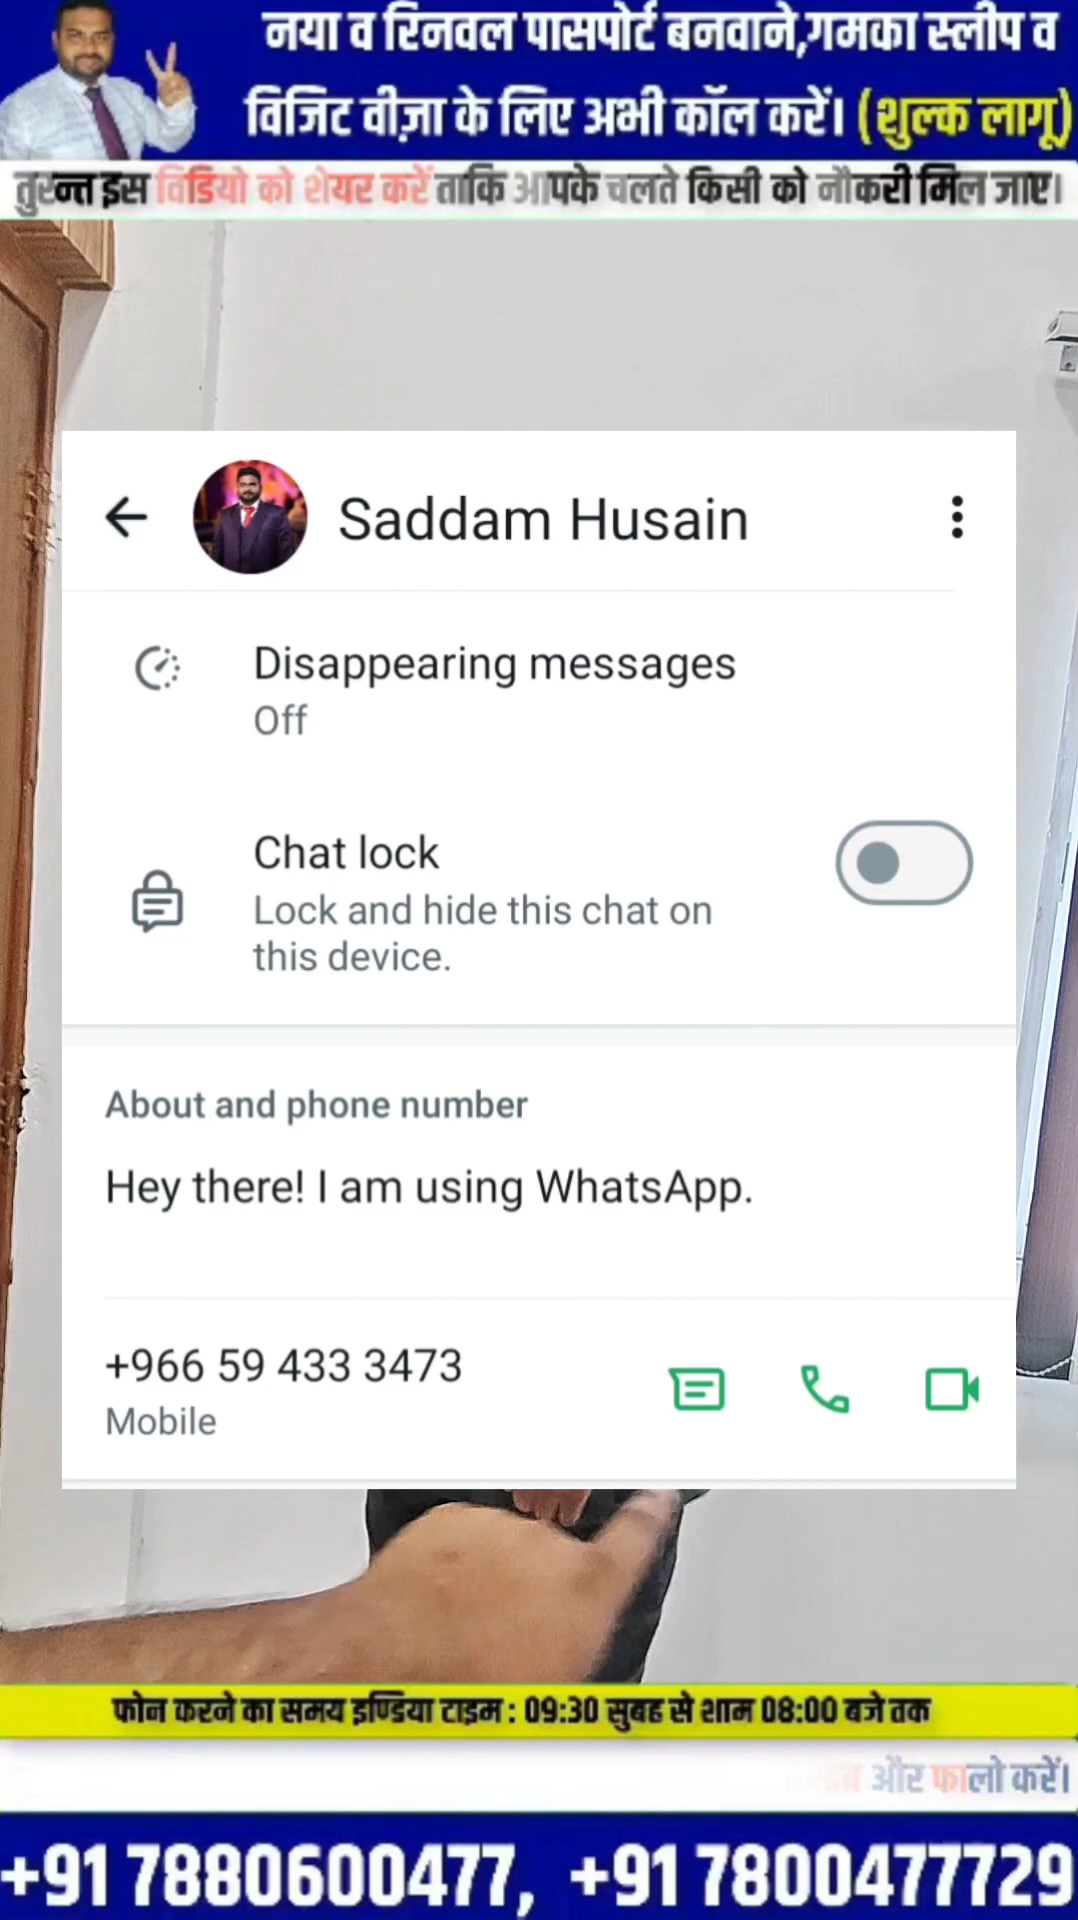 नया व रिनवल पासपोर्ट बनवाने,गमका स्लीप व
विजिट वीज़ा के लिए अभी कॉल करें। (शुल्क लागू)
तुरन्त इस विडियो को शेयर करें ताकि आपके चलते किसी को नौकरी मिल जाए।
Saddam Husain
Disappearing messages
Off
Chat lock
Lock and hide this chat on
this device.
About and phone number
Hey there! I am using WhatsApp.
+966 59 433 3473
Mobile
फोन करने का समय इण्डिया टाइम : 09:30 सुबह से शाम 08:00 बजे तक
और फालो करें।
+91 7880600477, +91 7800477729